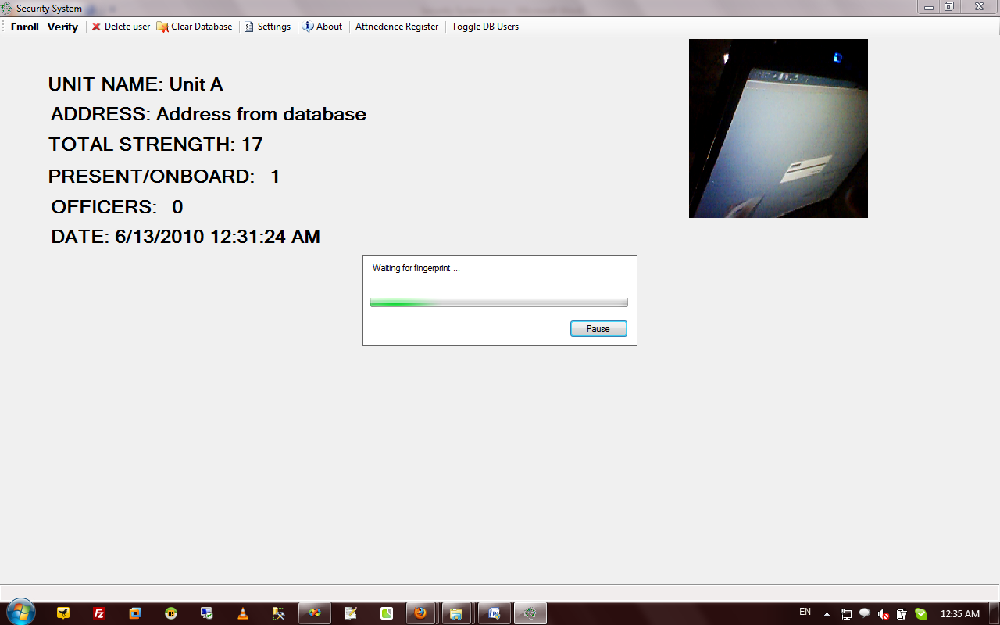 Security System
Enroll Verify Delete user Clear Database Settings About Attnedence Register Toggle DB Users
UNIT NAME: Unit A
ADDRESS: Address from database
TOTAL STRENGTH: 17
PRESENT/ONBOARD: 1
OFFICERS: 0
DATE: 6/13/2010 12:31:24 AM
Waiting for fingerprint ...
Pause
EN
12:35 AM